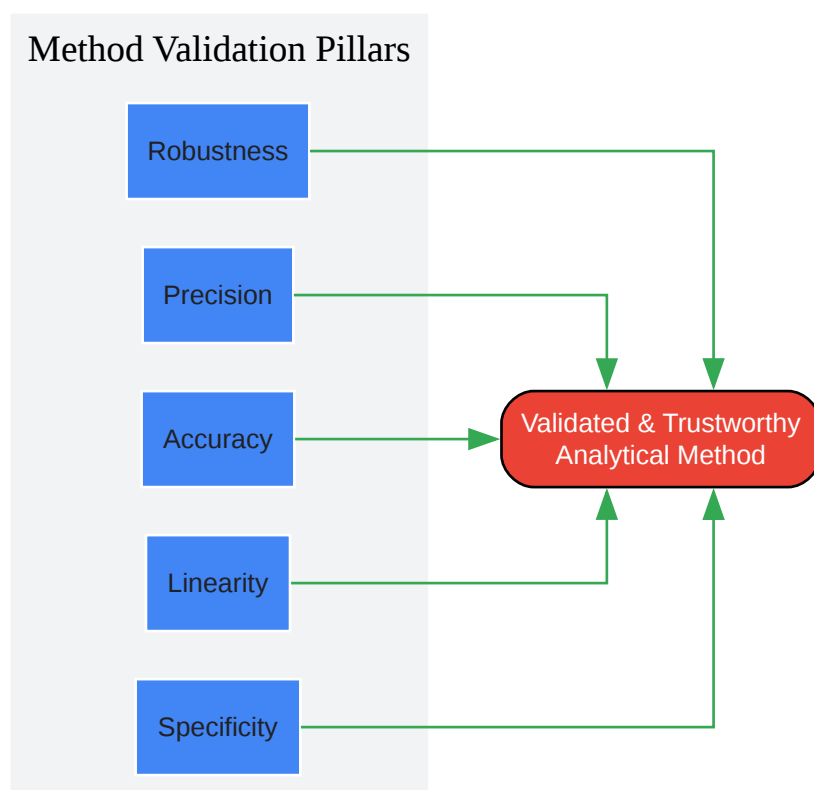 Method Validation Pillars
Robustness
Precision
Accuracy
Validated & Trustworthy
Analytical Method
Linearity
Specificity